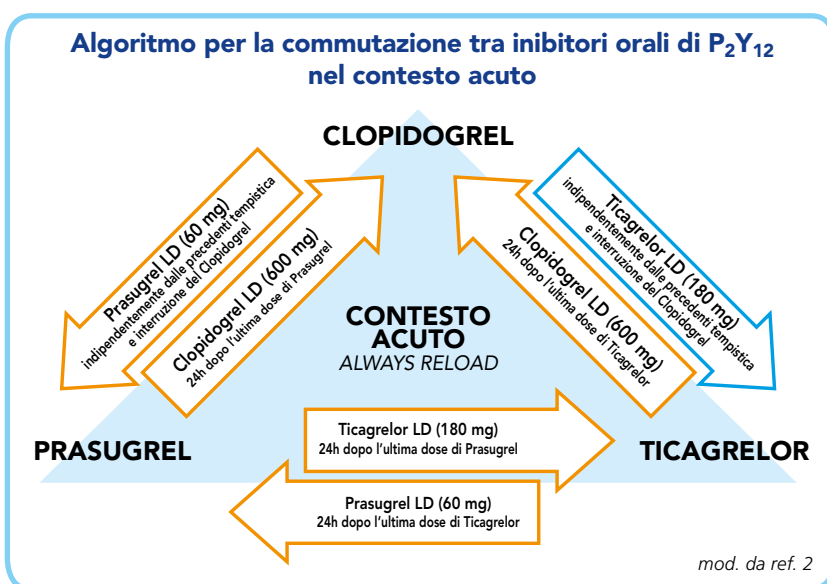 Algoritmo per la commutazione tra inibitori orali di P₂Y₁₂
nel contesto acuto
CLOPIDOGREL
Prasugrel LD (60 mg)
indipendentemente dalle precedenti tempistica
e interruzione del Clopidogrel
Clopidogrel LD (600 mg)
24h dopo l'ultima dose di Prasugrel
Ticagrelor LD (180 mg)
indipendentemente dalle precedenti tempistica
e interruzione del Clopidogrel
Clopidogrel LD (600 mg)
24h dopo l'ultima dose di Ticagrelor
CONTESTO
ACUTO
ALWAYS RELOAD
PRASUGREL
TICAGRELOR
Ticagrelor LD (180 mg)
24h dopo l'ultima dose di Prasugrel
Prasugrel LD (60 mg)
24h dopo l'ultima dose di Ticagrelor
mod. da ref. 2